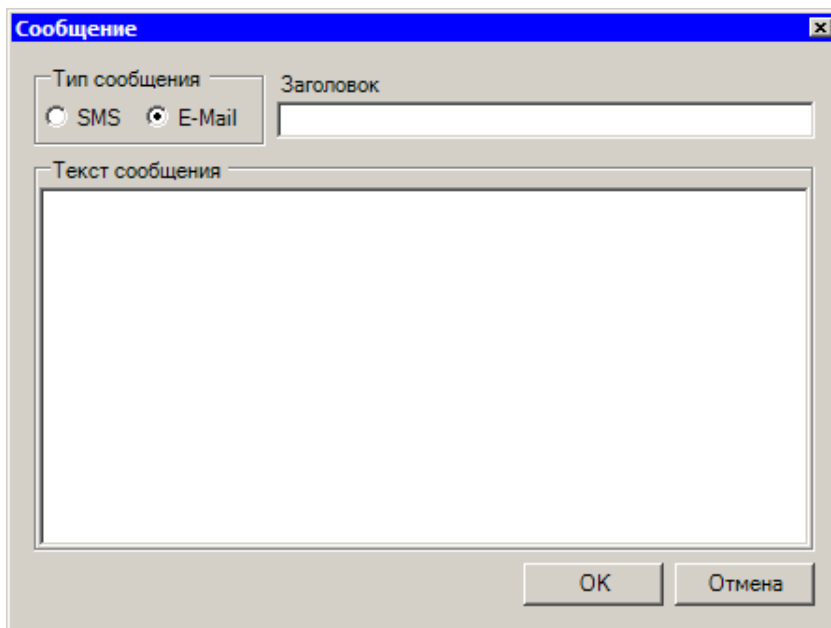 Сообщение
Тип сообщения
Заголовок
SMS E-Mail
Текст сообщения
OK Отмена